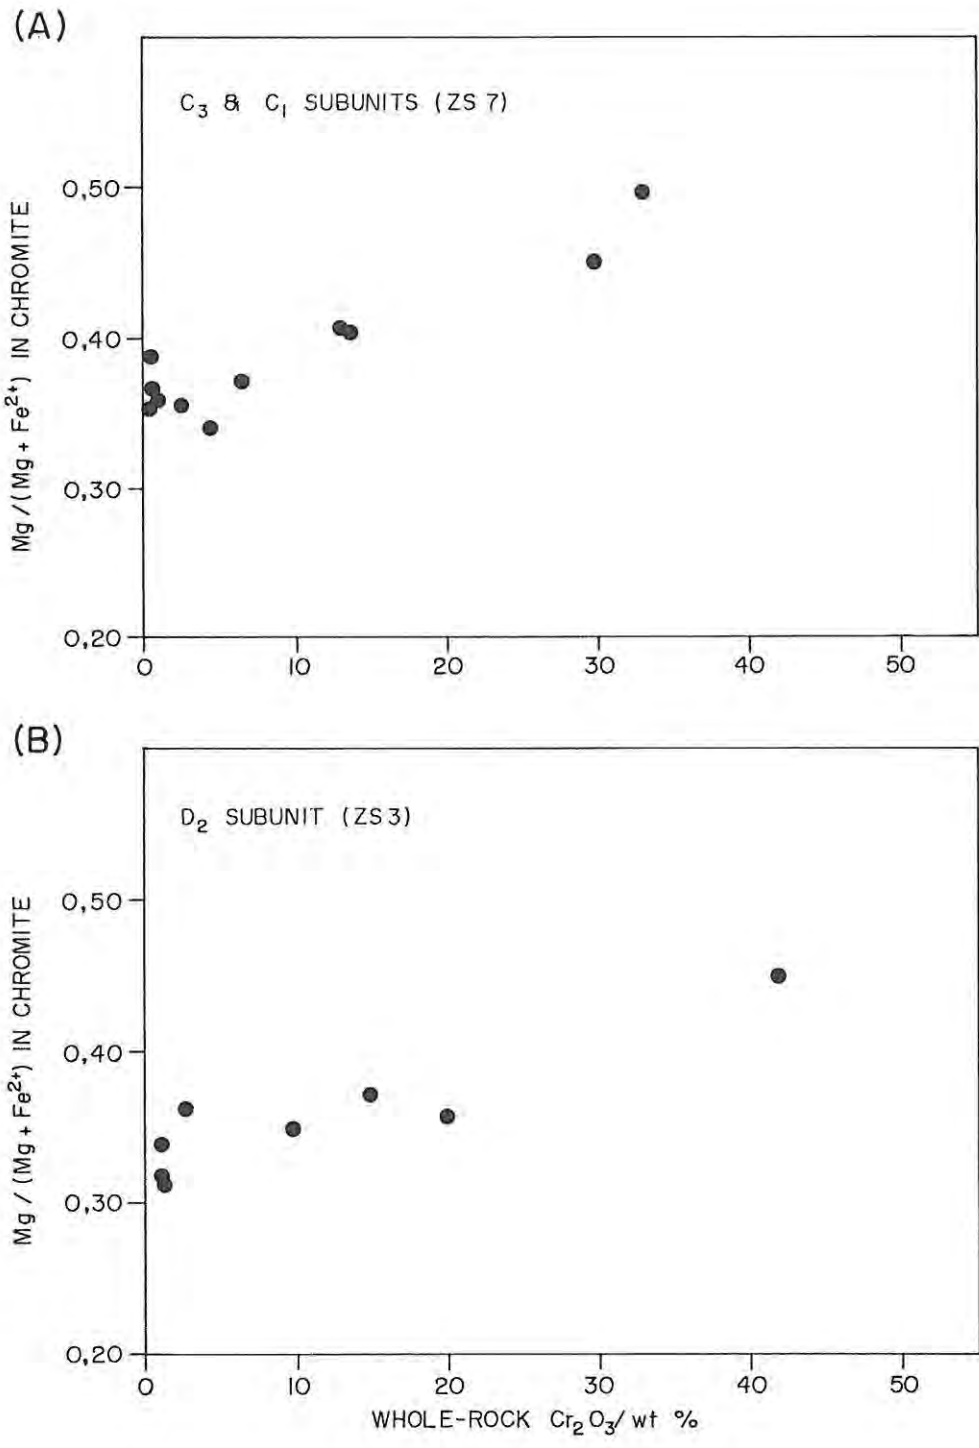 (A)
C₃ & C₁ SUBUNITS (ZS 7)
Mg/(Mg + Fe²⁺) IN CHROMITE
0,50
0,40
0,30
0,20
0 10 20 30 40 50
(B)
D₂ SUBUNIT (ZS 3)
Mg/(Mg + Fe²⁺) IN CHROMITE
0,50
0,40
0,30
0,20
0 10 20 30 40 50
WHOLE-ROCK Cr₂O₃/wt %